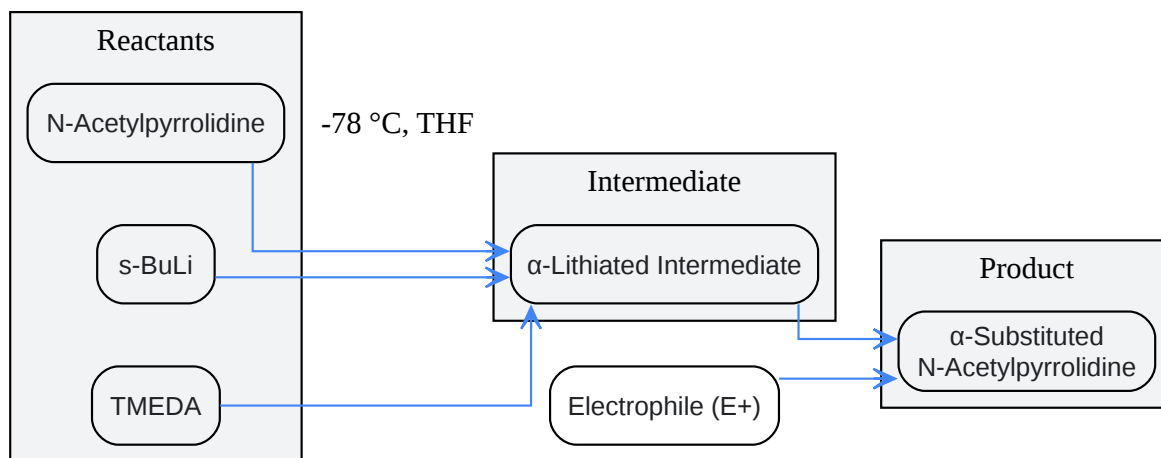 Reactants
N-Acetylpyrrolidine
-78 °C, THF
Intermediate
s-BuLi
α-Lithiated Intermediate
Product
α-Substituted
N-Acetylpyrrolidine
TMEDA
Electrophile (E+)